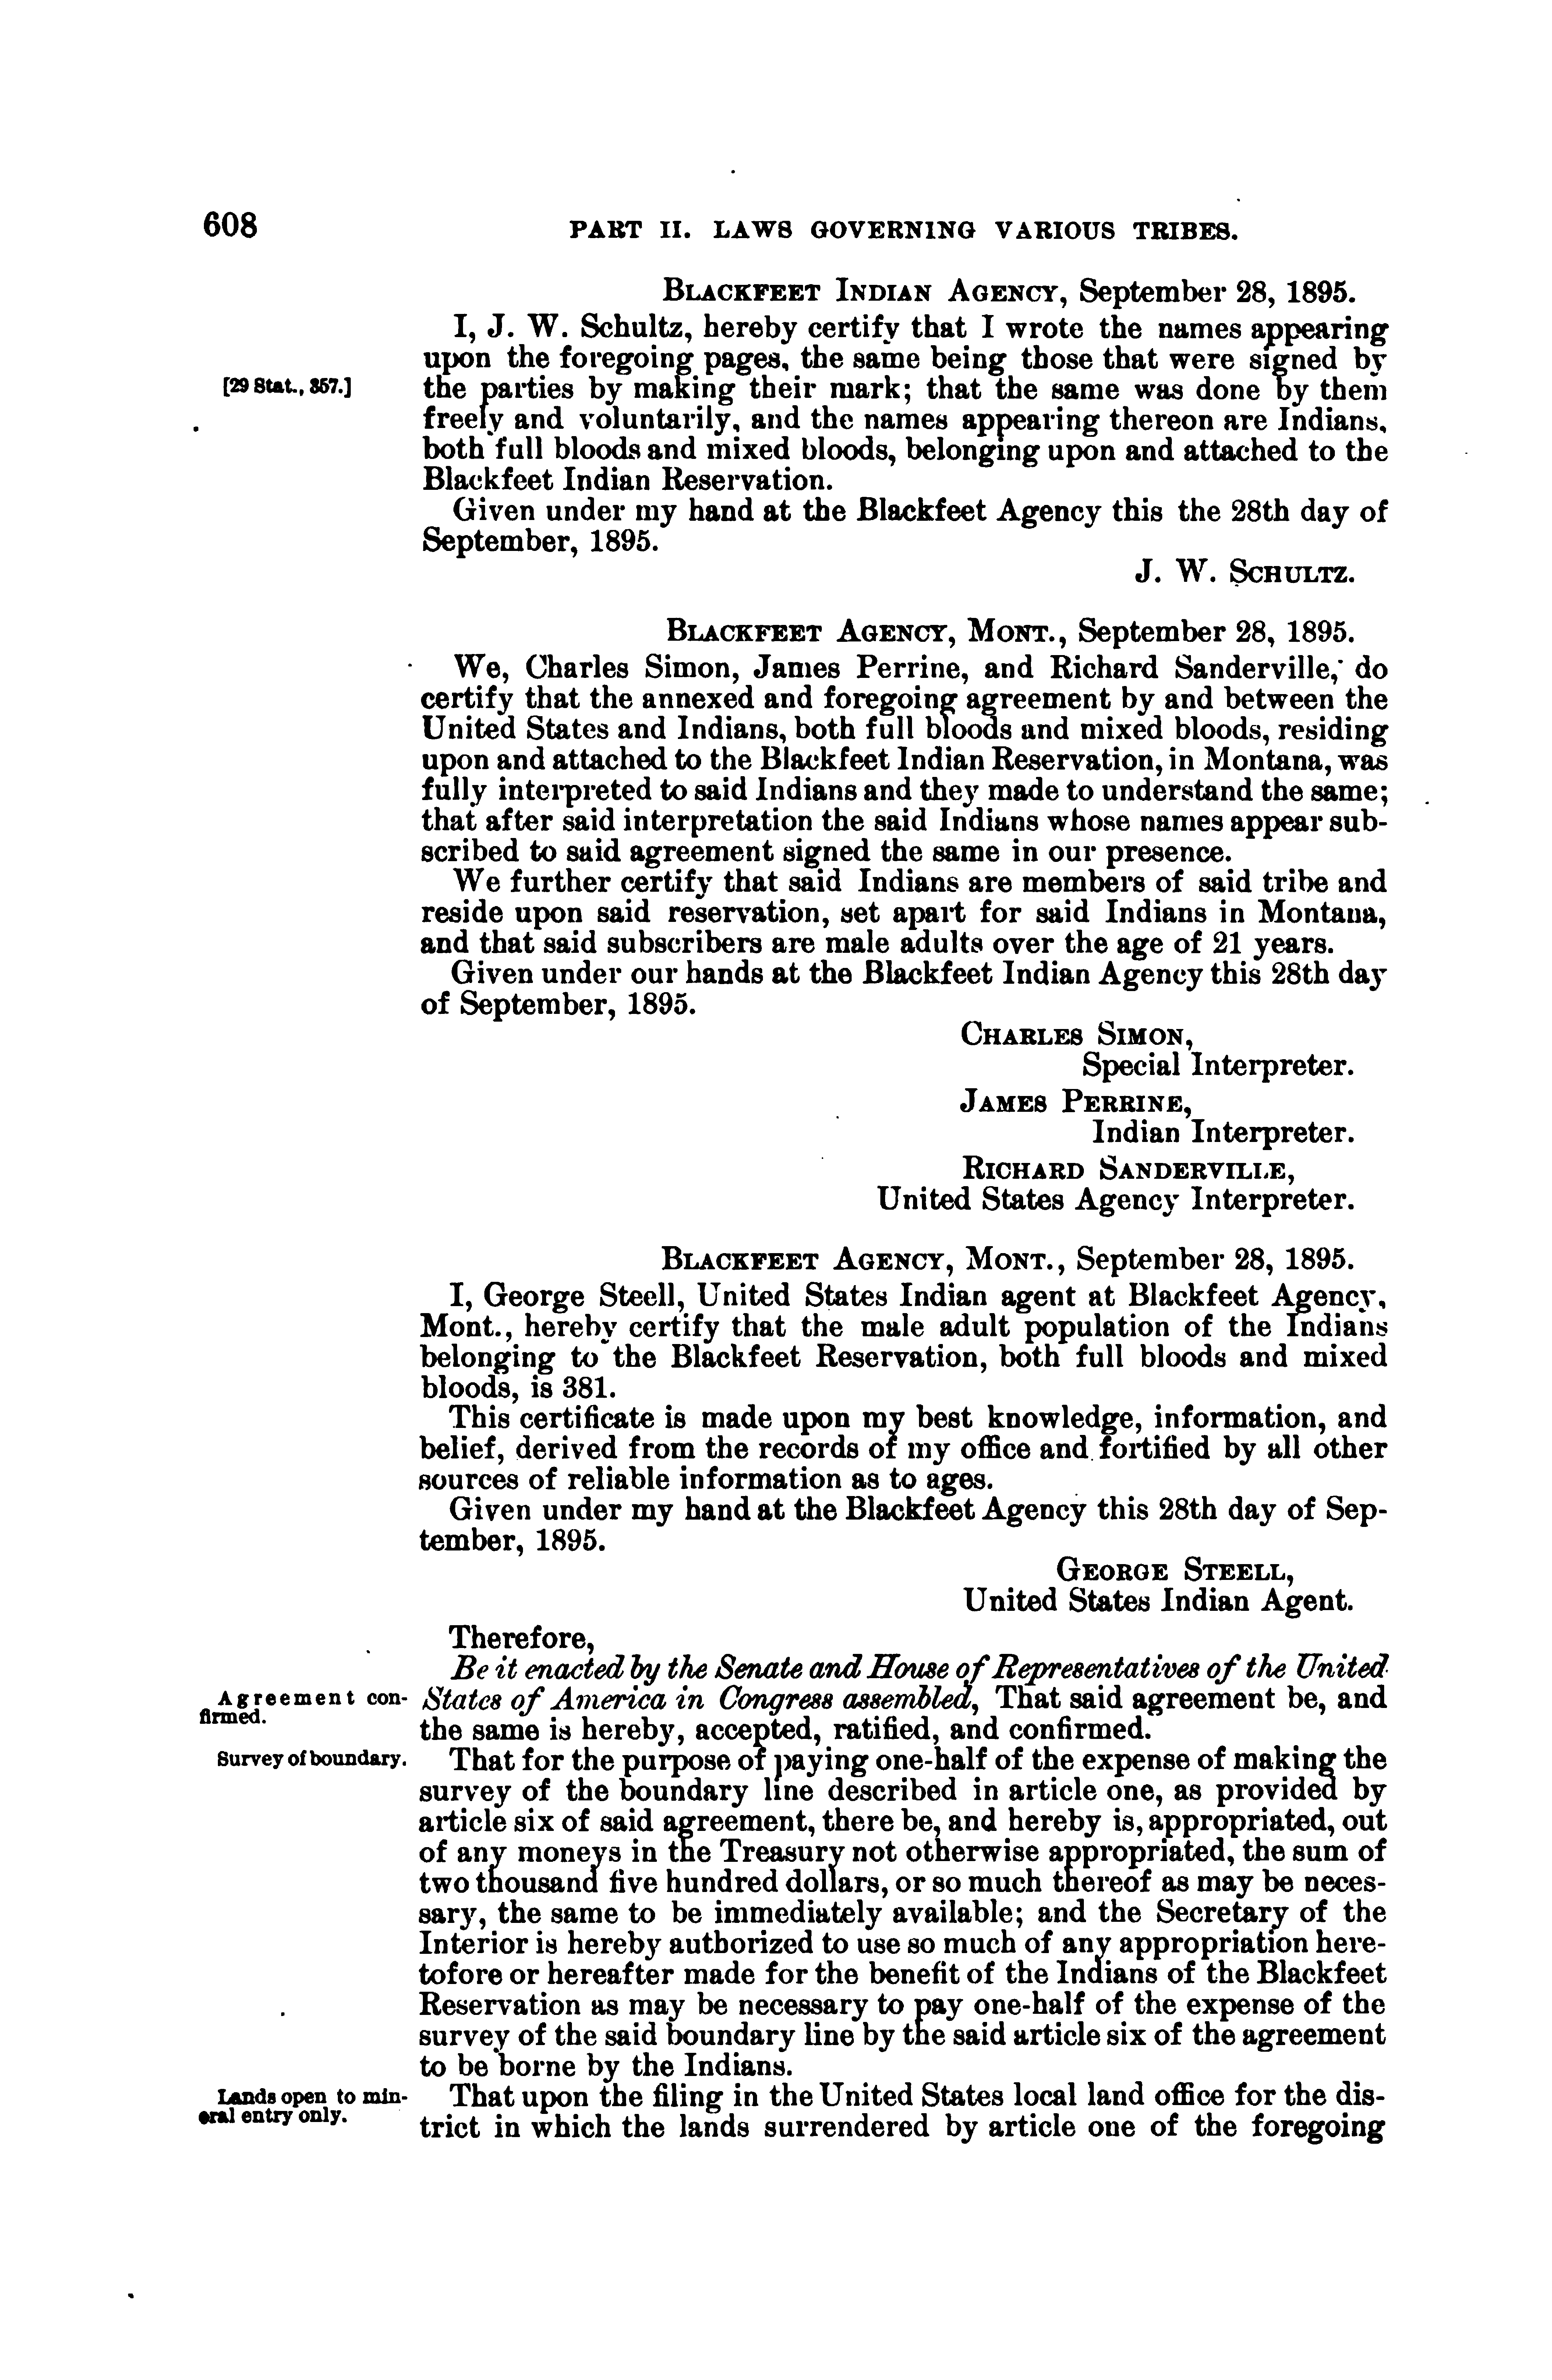 608
PART II. LAWS GOVERNING VARIOUS TRIBES.
BLACKFEET INDIAN AGENCY, September 28, 1895.
I, J. W. Schultz, hereby certify that I wrote the names appearing
upon the foregoing pages, the same being those that were signed by
[29 Stat., 357.]
the parties by making their mark; that the same was done by them
freely and voluntarily, and the names appearing thereon are Indians,
both full bloods and mixed bloods, belonging upon and attached to the
Blackfeet Indian Reservation.
Given under my hand at the Blackfeet Agency this the 28th day of
September, 1895.
J. W. SCHULTZ.
BLACKFEET AGENCY, MONT., September 28, 1895.
We, Charles Simon, James Perrine, and Richard Sanderville, do
certify that the annexed and foregoing agreement by and between the
United States and Indians, both full bloods and mixed bloods, residing
upon and attached to the Blackfeet Indian Reservation, in Montana, was
fully interpreted to said Indians and they made to understand the same;
that after said interpretation the said Indians whose names appear sub-
scribed to said agreement signed the same in our presence.
We further certify that said Indians are members of said tribe and
reside upon said reservation, set apart for said Indians in Montana,
and that said subscribers are male adults over the age of 21 years.
Given under our hands at the Blackfeet Indian Agency this 28th day
of September, 1895.
CHARLES SIMON,
Special Interpreter.
JAMES PERRINE,
Indian Interpreter.
RICHARD SANDERVILLE,
United States Agency Interpreter.
BLACKFEET AGENCY, MONT., September 28, 1895.
I, George Steell, United States Indian agent at Blackfeet Agency,
Mont., hereby certify that the male adult population of the Indians
belonging to the Blackfeet Reservation, both full bloods and mixed
bloods, is 381.
This certificate is made upon my best knowledge, information, and
belief, derived from the records of my office and fortified by all other
sources of reliable information as to ages.
Given under my hand at the Blackfeet Agency this 28th day of Sep-
tember, 1895.
GEORGE STEELL,
United States Indian Agent.
Therefore,
Be it enacted by the Senate and House of Representatives of the United
Agreement con-
firmed.
States of America in Congress assembled, That said agreement be, and
the same is hereby, accepted, ratified, and confirmed.
Survey of boundary.
That for the purpose of paying one-half of the expense of making the
survey of the boundary line described in article one, as provided by
article six of said agreement, there be, and hereby is, appropriated, out
of any moneys in the Treasury not otherwise appropriated, the sum of
two thousand five hundred dollars, or so much thereof as may be neces-
sary, the same to be immediately available; and the Secretary of the
Interior is hereby authorized to use so much of any appropriation here-
tofore or hereafter made for the benefit of the Indians of the Blackfeet
Reservation as may be necessary to pay one-half of the expense of the
survey of the said boundary line by the said article six of the agreement
to be borne by the Indians.
Lands open to min-
eral entry only.
That upon the filing in the United States local land office for the dis-
trict in which the lands surrendered by article one of the foregoing